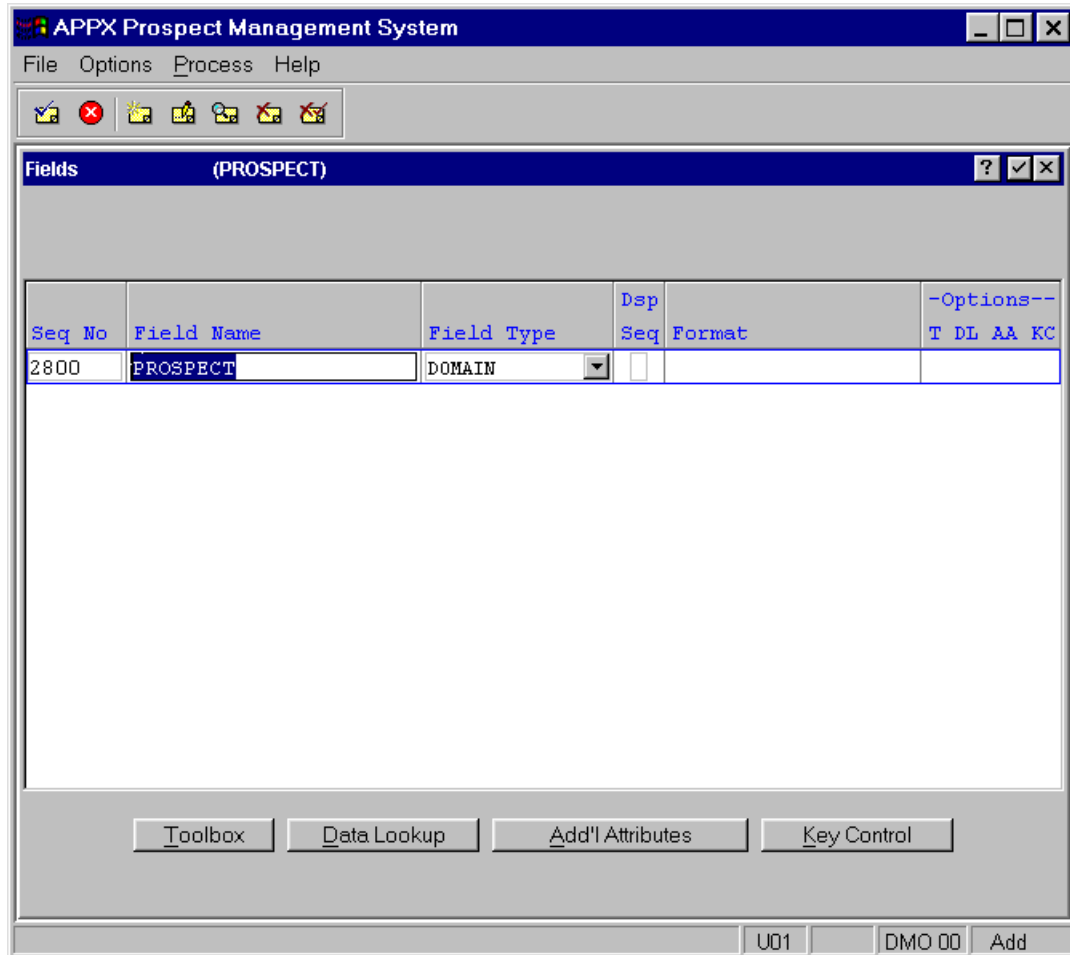 APPX Prospect Management System
File Options Process Help
Fields (PROSPECT)
?
Dsp -Options--
Seq No Field Name Field Type Seq Format T DL AA KC
2800 PROSPECT DOMAIN
Toolbox Data Lookup Add'l Attributes Key Control
U01 DMO 00 Add